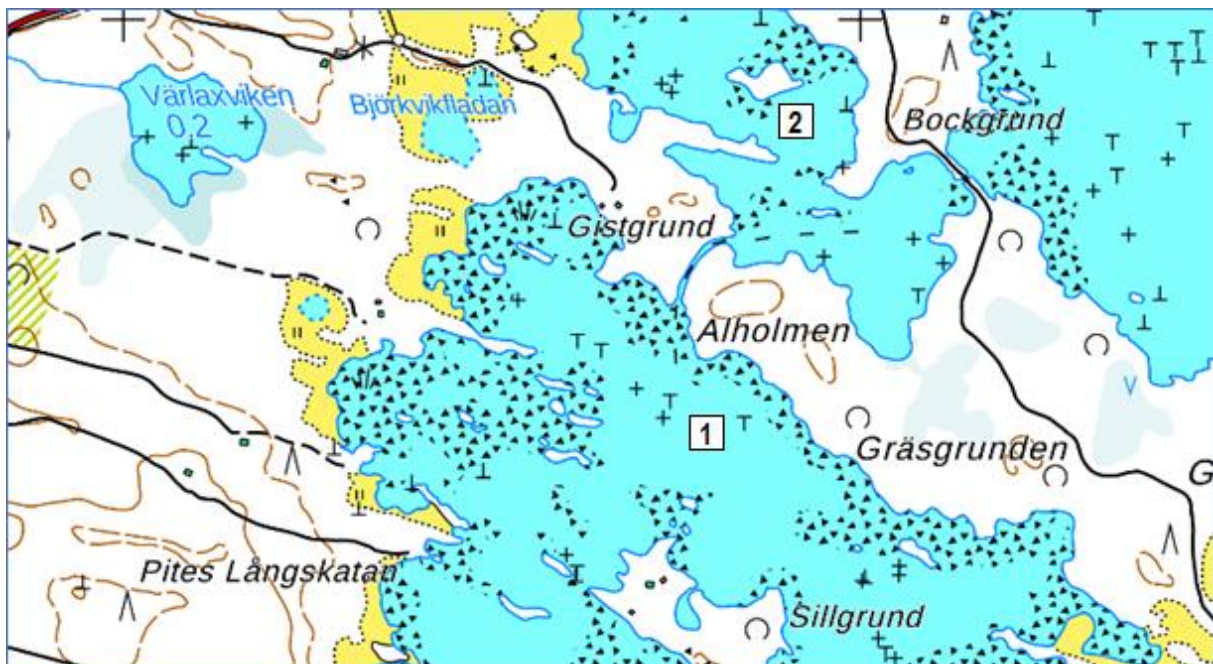 Värlaxviken
0.2
Björkvikfladan
2
Bockgrund
Gistgrund
Alholmen
1
Gräsgrunden
G
Pites Långskatan
Sillgrund